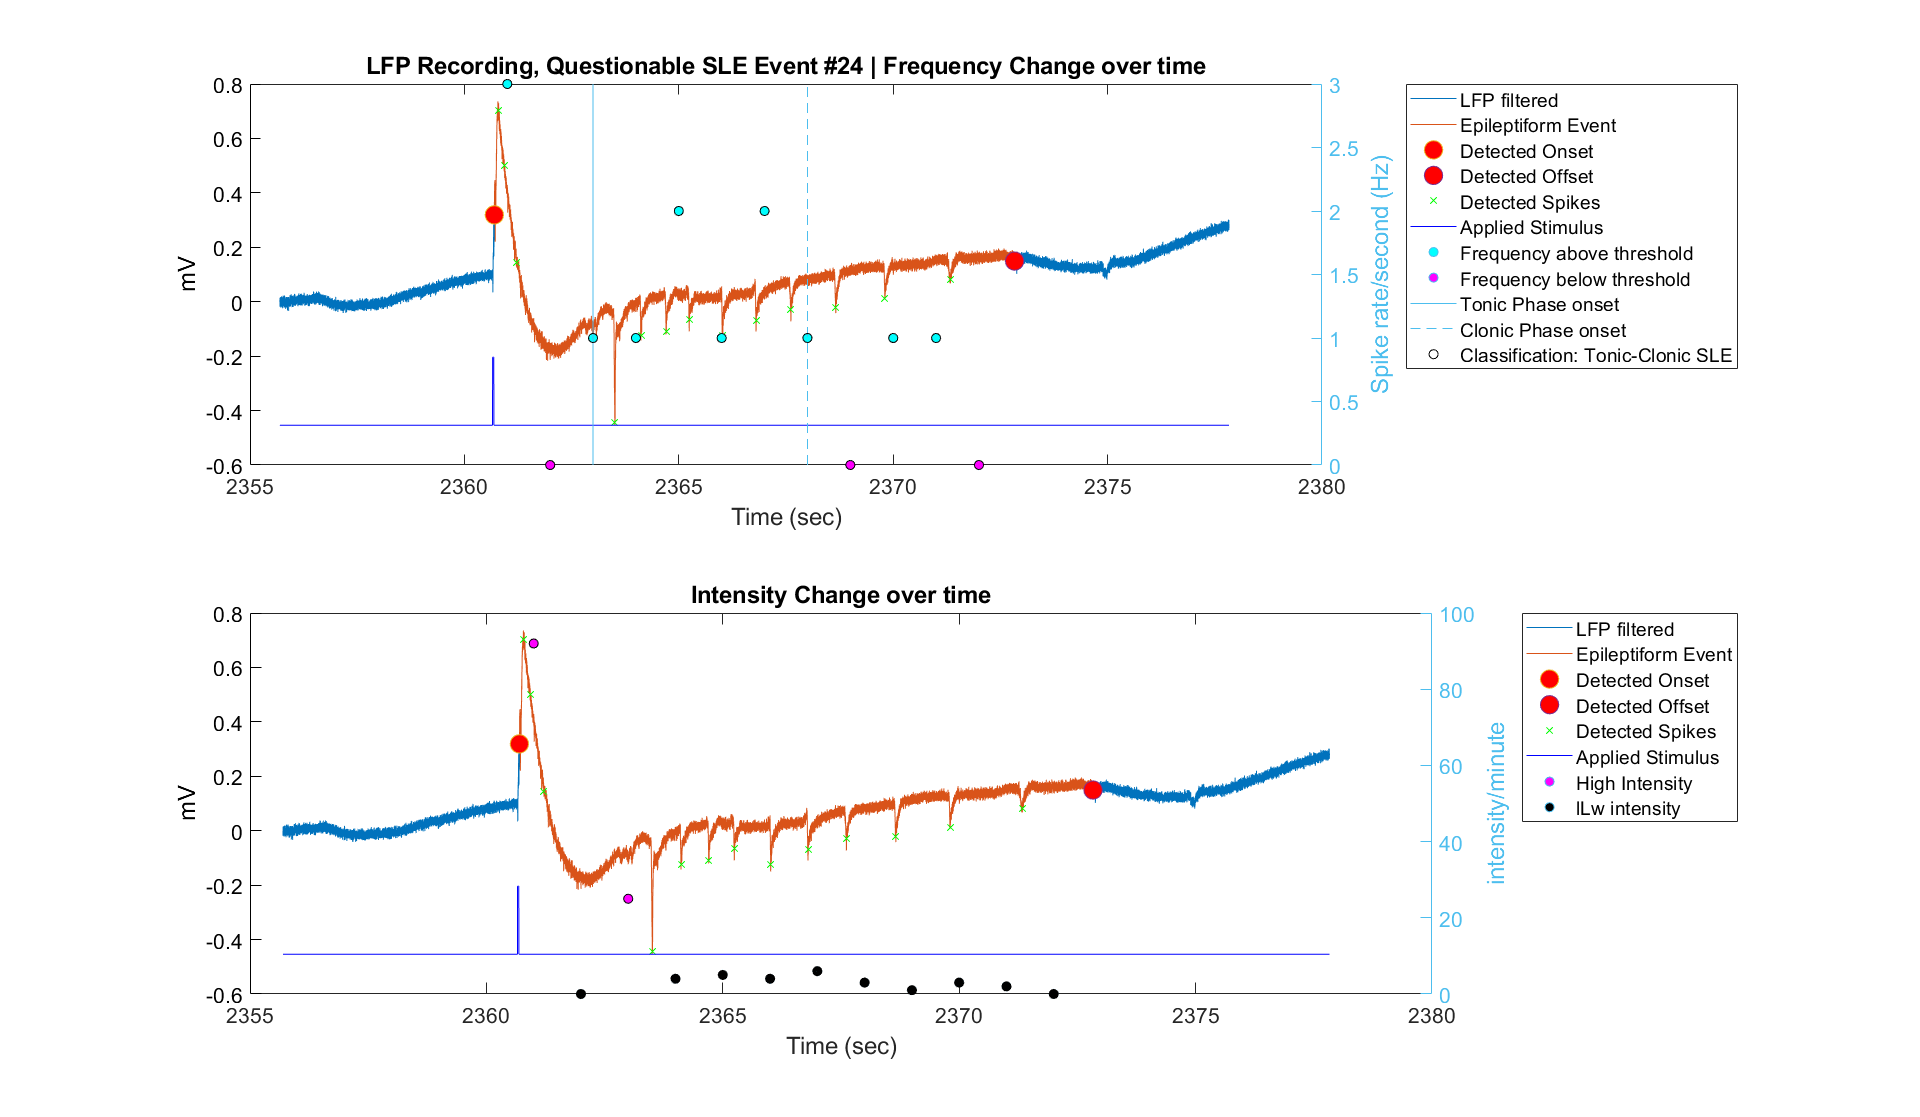 LFP Recording, Questionable SLE Event #24 | Frequency Change over time
0.8
0.6
0.4
0.2
0
-0.2
-0.4
-0.6
mV
3
2.5
2
1.5
1
0.5
0
Spike rate/second (Hz)
2355
2360
2365
2370
2375
2380
Time (sec)
LFP filtered
Epileptiform Event
Detected Onset
Detected Offset
Detected Spikes
Applied Stimulus
Frequency above threshold
Frequency below threshold
Tonic Phase onset
Clonic Phase onset
Classification: Tonic-Clonic SLE
Intensity Change over time
0.8
0.6
0.4
0.2
0
-0.2
-0.4
-0.6
mV
100
80
60
40
20
0
intensity/minute
2355
2360
2365
2370
2375
2380
Time (sec)
LFP filtered
Epileptiform Event
Detected Onset
Detected Offset
Detected Spikes
Applied Stimulus
High Intensity
lLw intensity